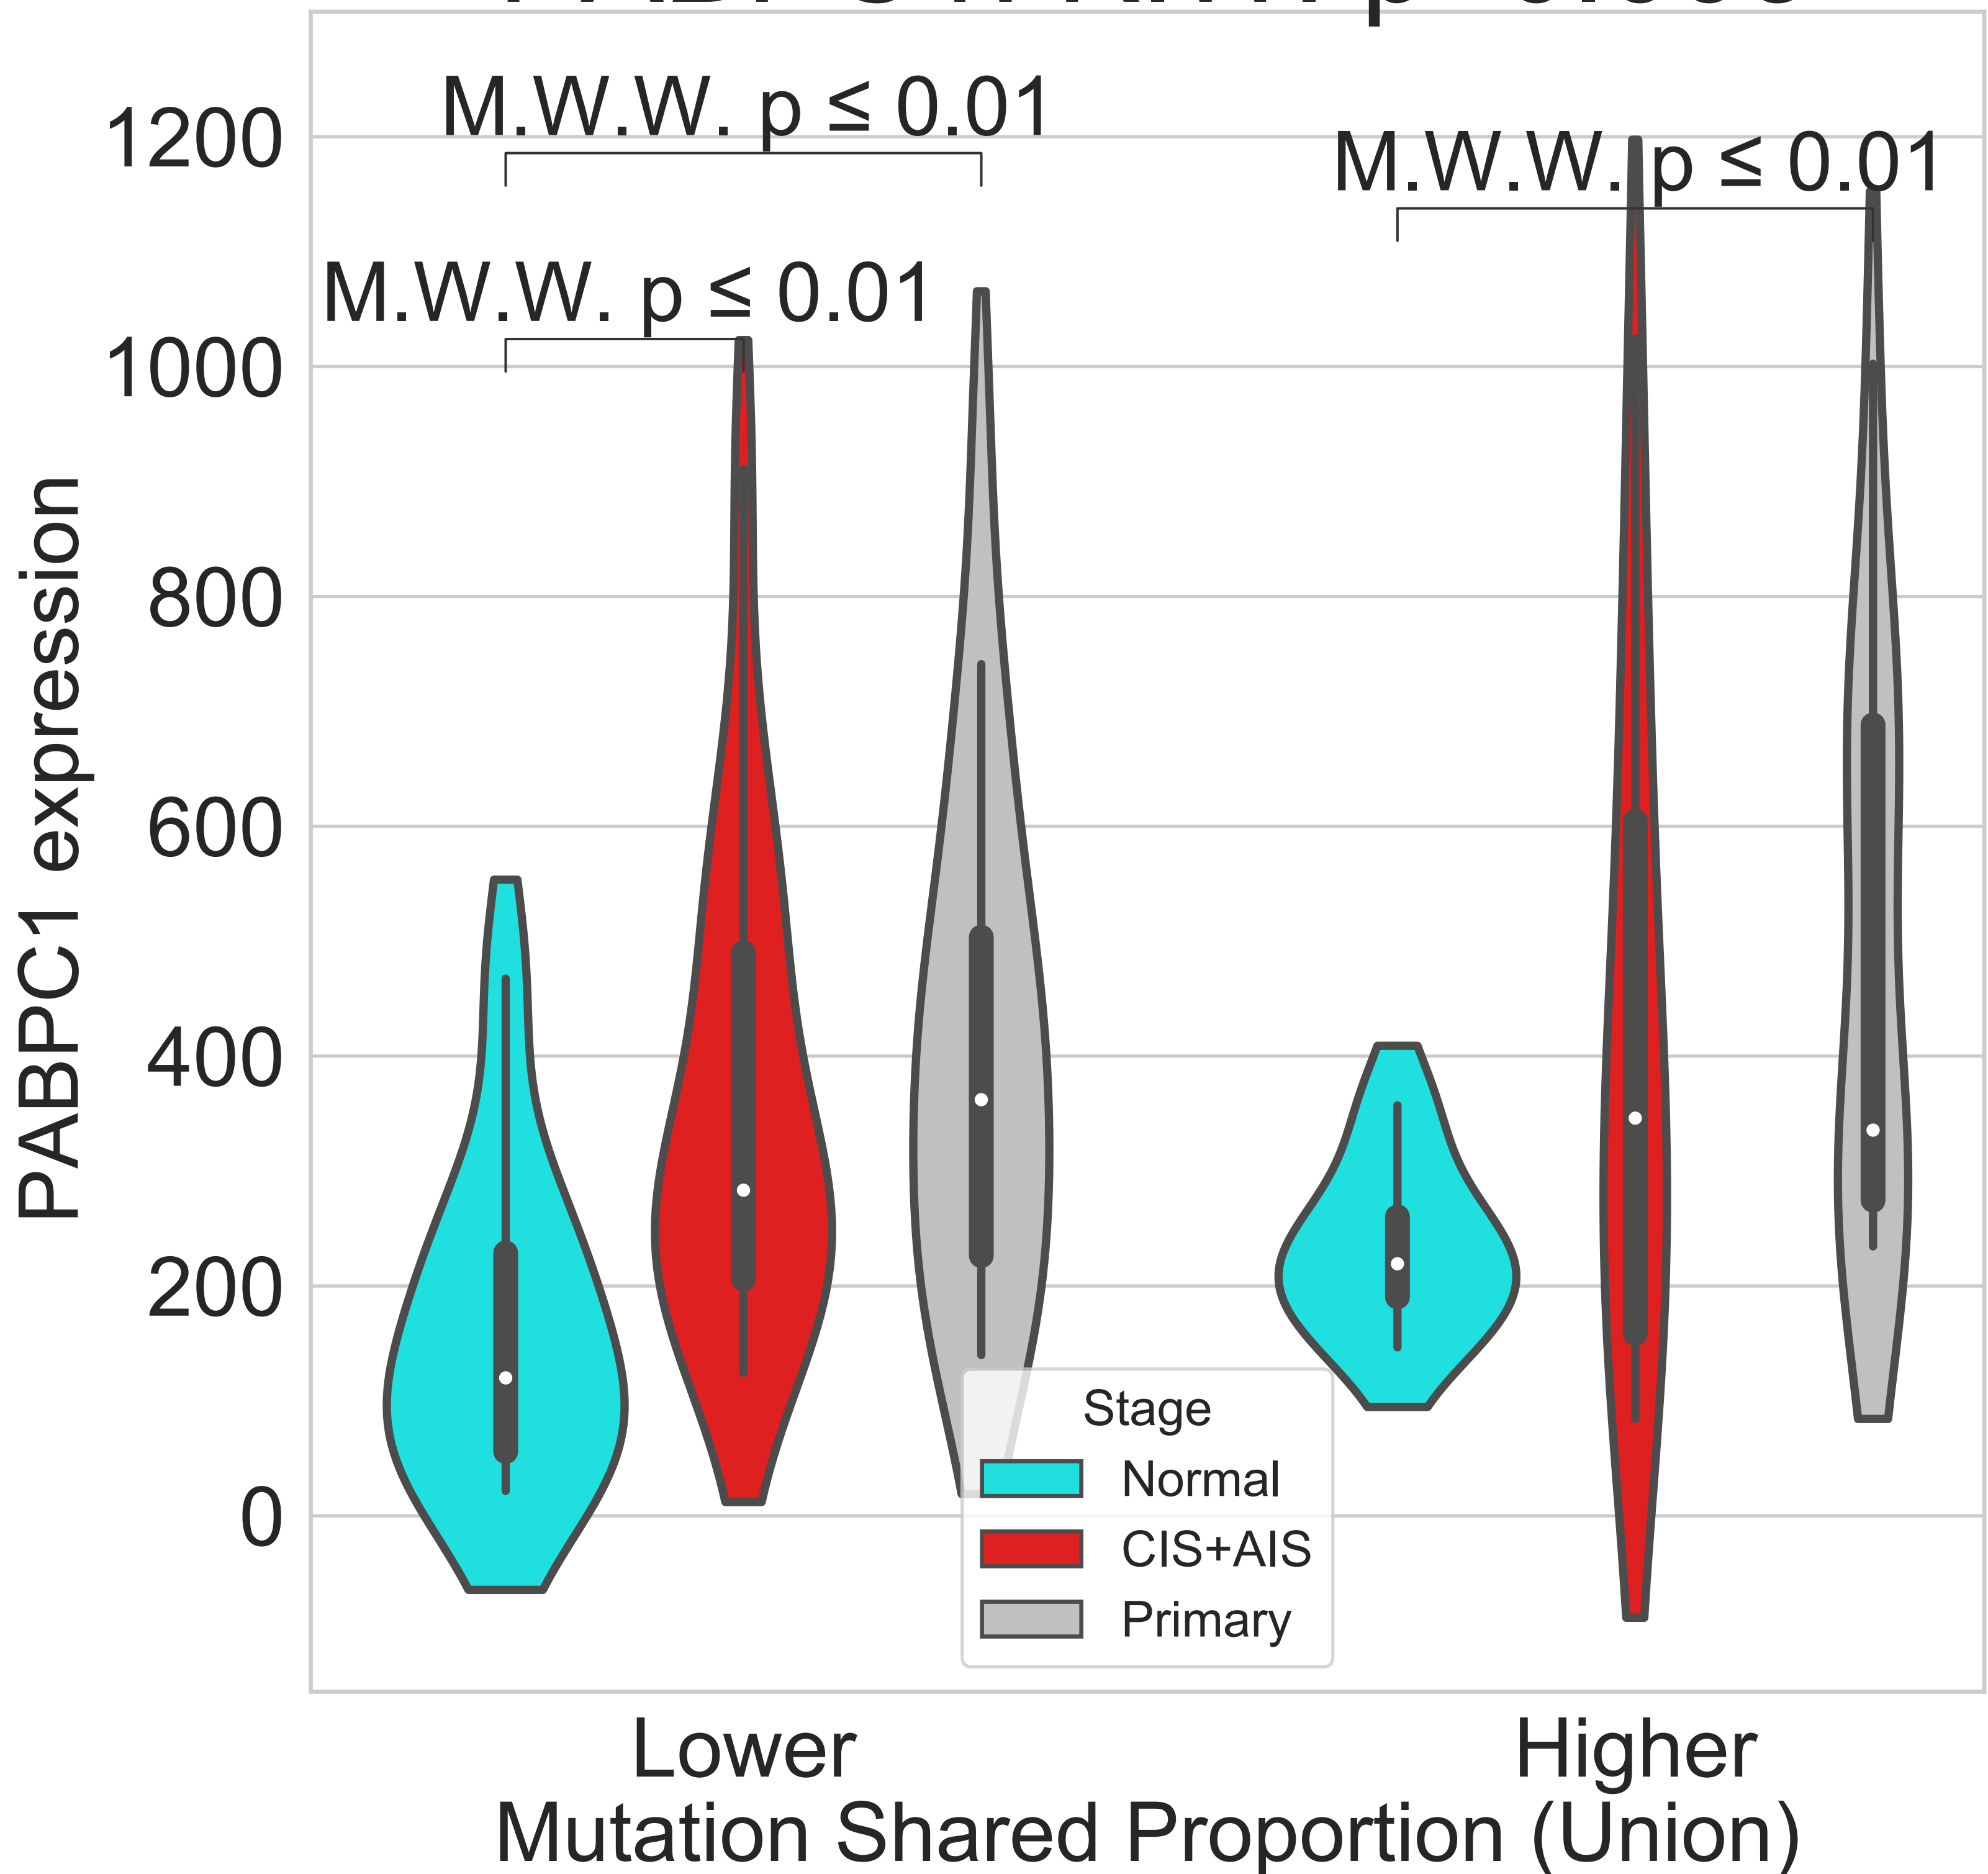 M.W.W. p ≤ 0.01
M.W.W. p ≤ 0.01
M.W.W. p ≤ 0.01
1200
1000
800
600
400
200
0
PABPC1 expression
Stage
Normal
CIS+AIS
Primary
Lower
Higher
Mutation Shared Proportion (Union)